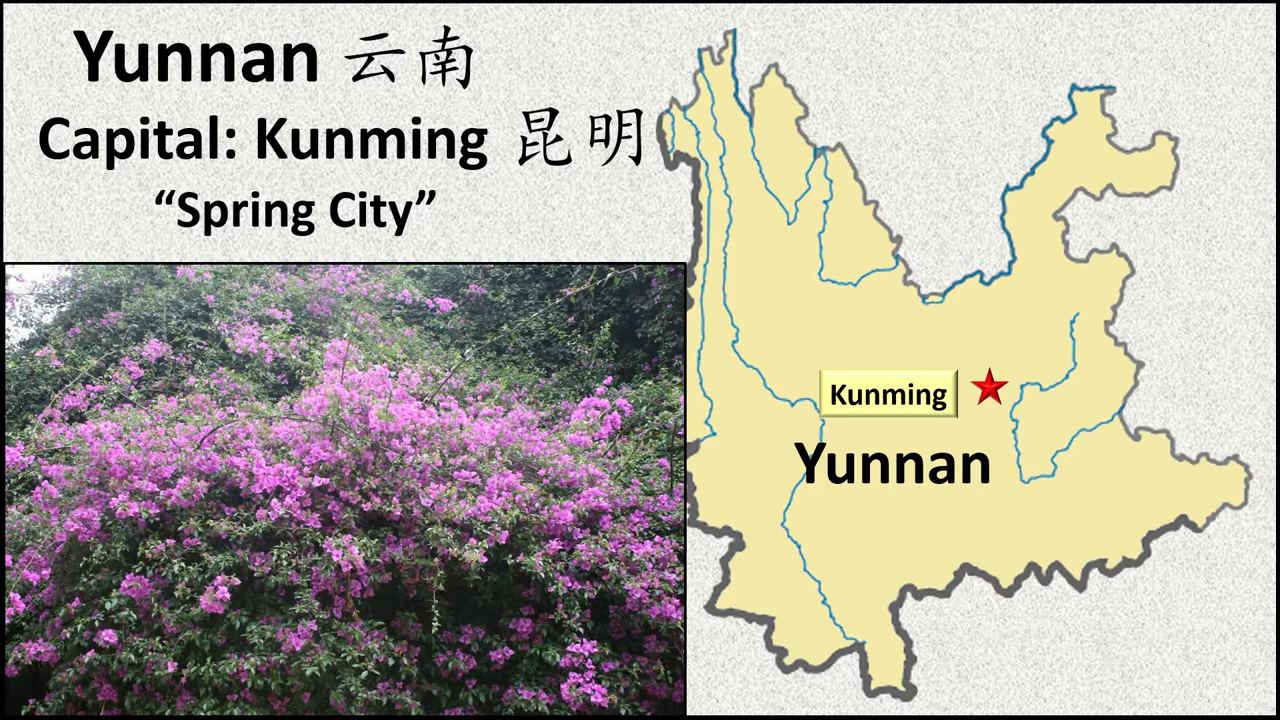 Yunnan 云南
Capital: Kunming 昆明
“Spring City”
Kunming
Yunnan